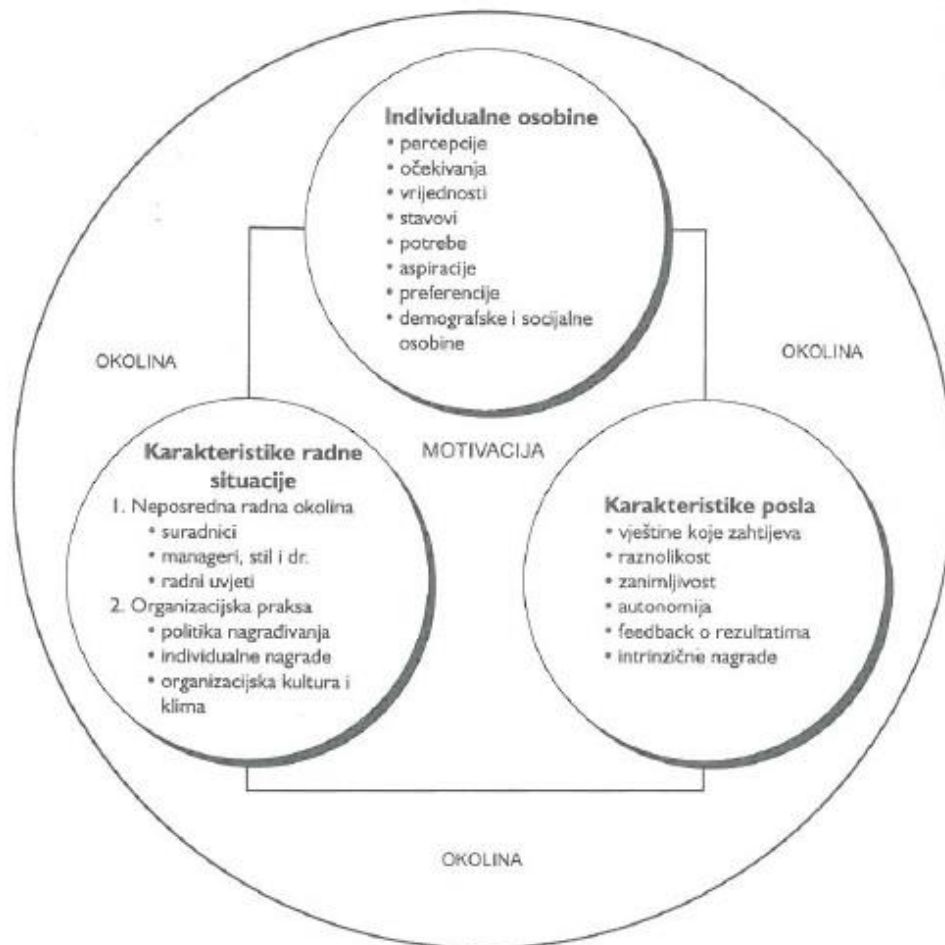 Individualne osobine
• percepcije
• očekivanja
• vrijednosti
• stavovi
• potrebe
• aspiracije
• preferencije
• demografske i socijalne
osobine
OKOLINA
OKOLINA
MOTIVACIJA
Karakteristike radne
situacije
1. Neposredna radna okolina
• suradnici
• manageri, stil i dr.
• radni uvjeti
2. Organizacijska praksa
• politika nagrađivanja
• individualne nagrade
• organizacijska kultura i
klima
Karakteristike posla
• vještine koje zahtijeva
• raznolikost
• zanimljivost
• autonomija
• feedback o rezultatima
• intrinzične nagrade
OKOLINA